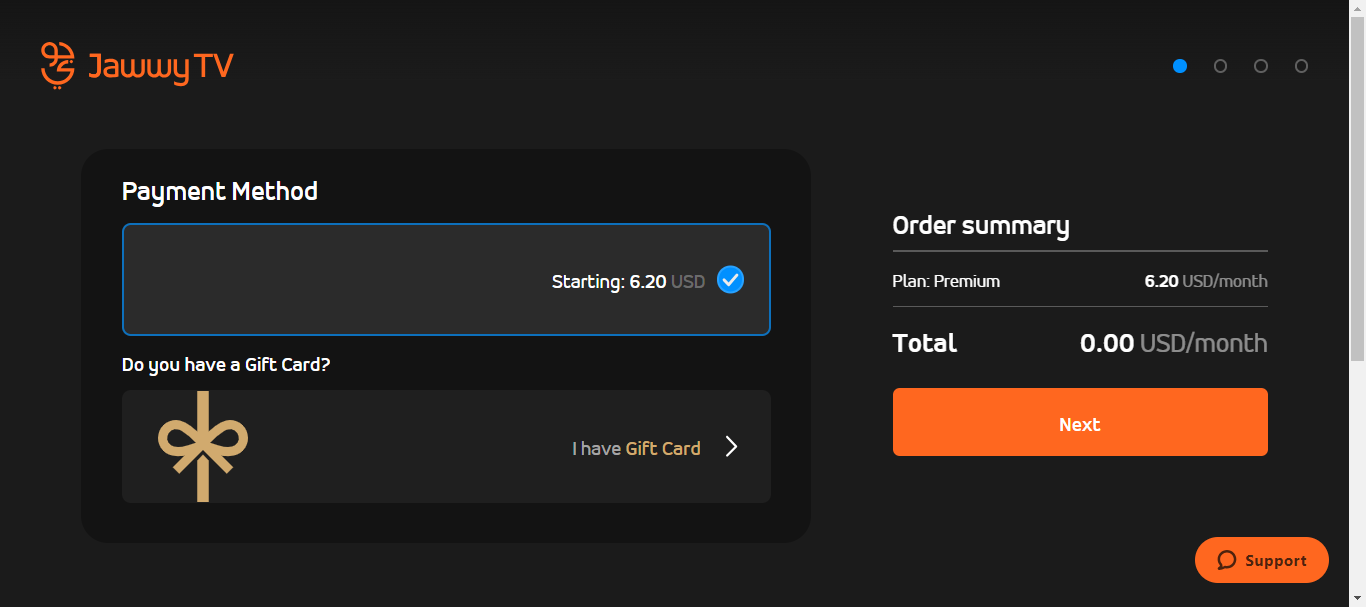 Jawwy TV
Payment Method
Starting: 6.20 USD
Do you have a Gift Card?
I have Gift Card
Order summary
Plan: Premium 6.20 USD/month
Total 0.00 USD/month
Next
Support